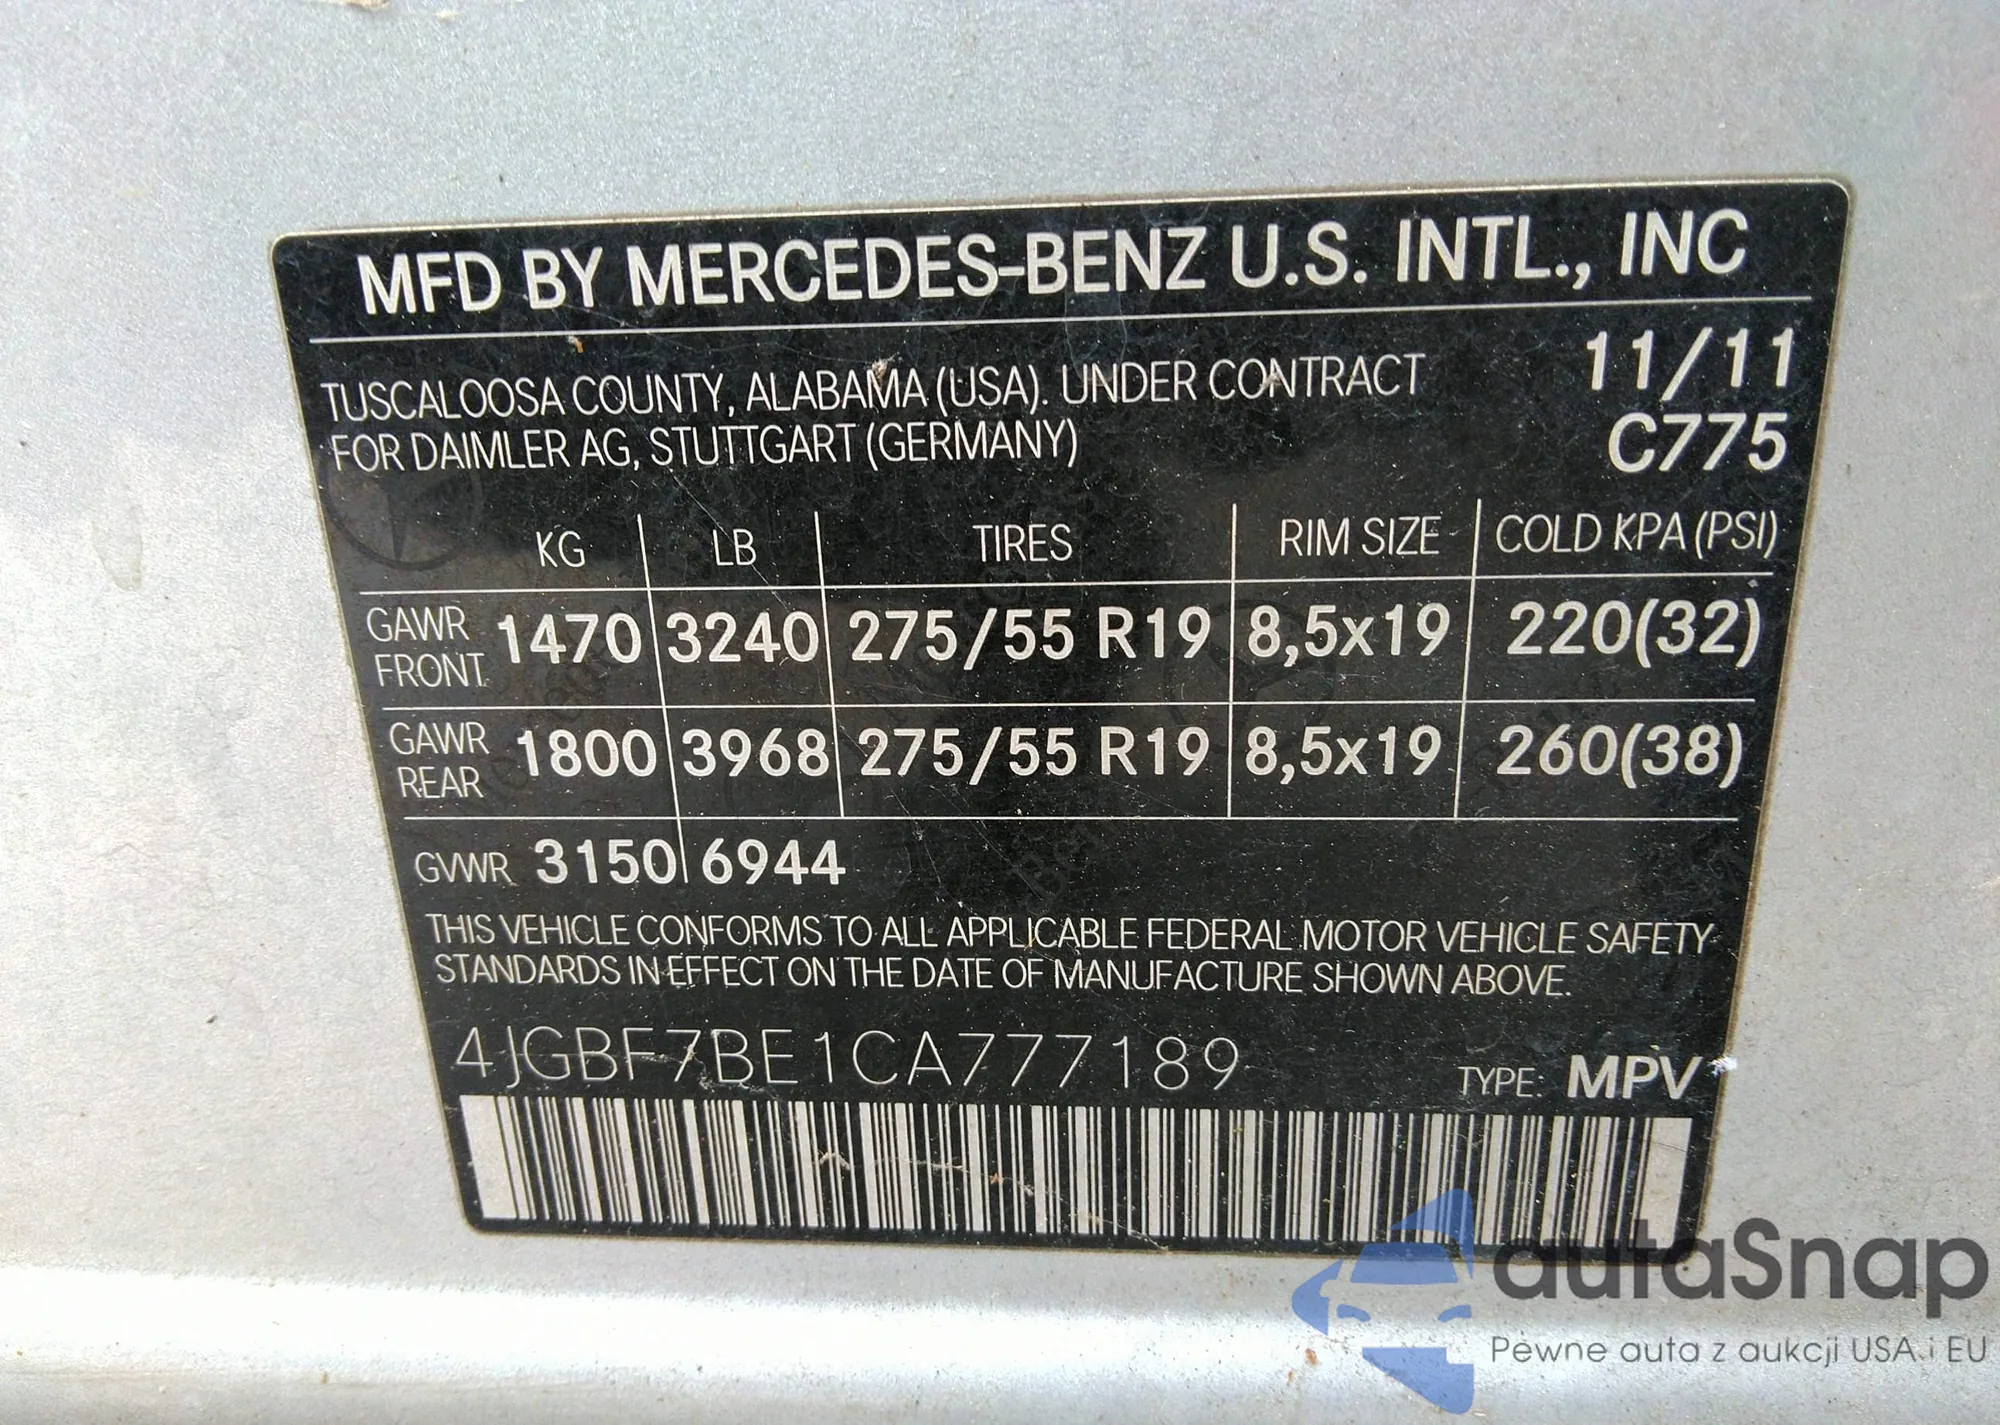 MFD BY MERCEDES-BENZ U.S. INTL., INC
11/11
TUSCALOOSA COUNTY, ALABAMA (USA). UNDER CONTRACT
FOR DAIMLER AG, STUTTGART (GERMANY)
C775
KG LB TIRES RIM SIZE COLD KPA (PSI)
GAWR FRONT 1470 3240 275/55 R19 8,5x19 220(32)
GAWR REAR 1800 3968 275/55 R19 8,5x19 260(38)
GVWR 3150 6944
THIS VEHICLE CONFORMS TO ALL APPLICABLE FEDERAL MOTOR VEHICLE SAFETY
STANDARDS IN EFFECT ON THE DATE OF MANUFACTURE SHOWN ABOVE.
4JGBF7BE1CA777189
TYPE: MPV
autaSnap
Pewne auta z aukcji USA i EU